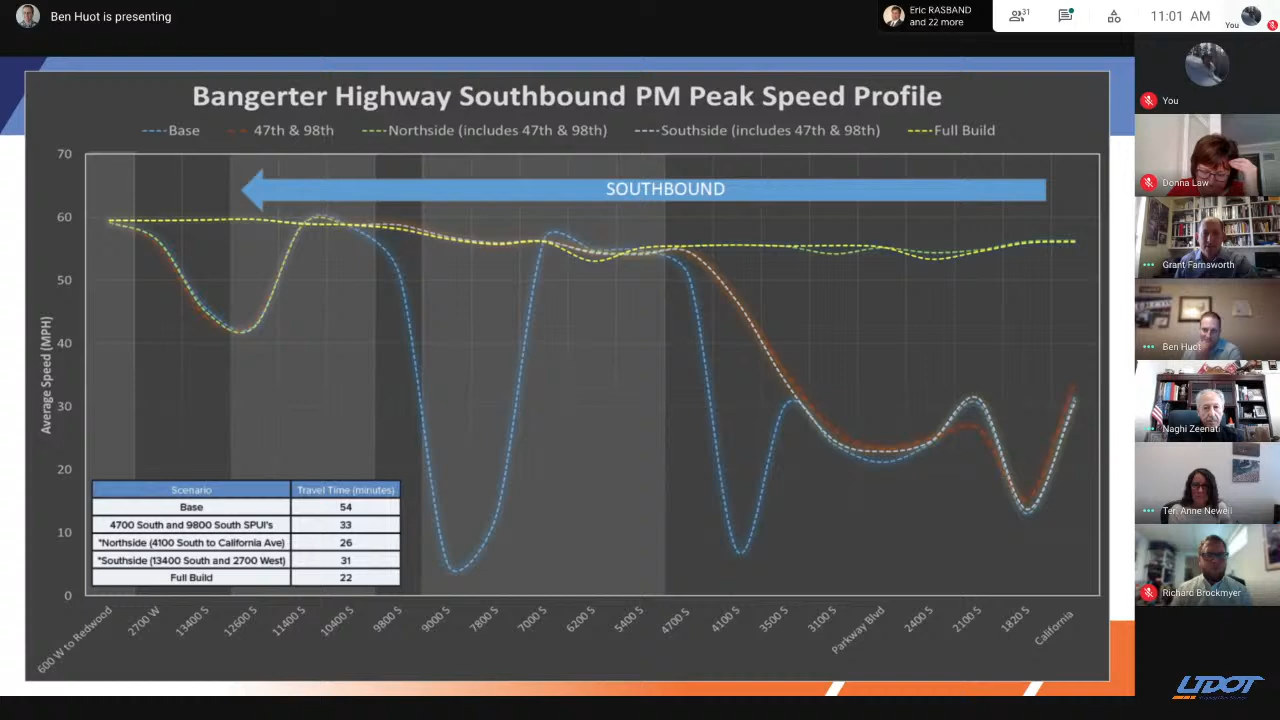 Ben Huot is presenting
Eric RASBAND
and 22 more
31
11:01 AM
You
Bangerter Highway Southbound PM Peak Speed Profile
Base
47th & 98th
Northside (includes 47th & 98th)
Southside (includes 47th & 98th)
Full Build
SOUTHBOUND
Average Speed (MPH)
70
60
50
40
30
20
10
0
Scenario Travel Time (minutes)
Base 54
4700 South and 9800 South SPUI's 33
*Northside (4100 South to California Ave) 26
*Southside (13400 South and 2700 West) 31
Full Build 22
600 W to Redwood
2700 W
13400 S
12600 S
11400 S
10400 S
9800 S
9000 S
7800 S
7000 S
6200 S
5400 S
4700 S
4100 S
3500 S
3100 S
Parkway Blvd
2400 S
2100 S
1820 S
California
You
Donna Law
Grant Farnsworth
Ben Huot
Naghi Zeenati
Teri Anne Newell
Richard Brockmyer
UDOT